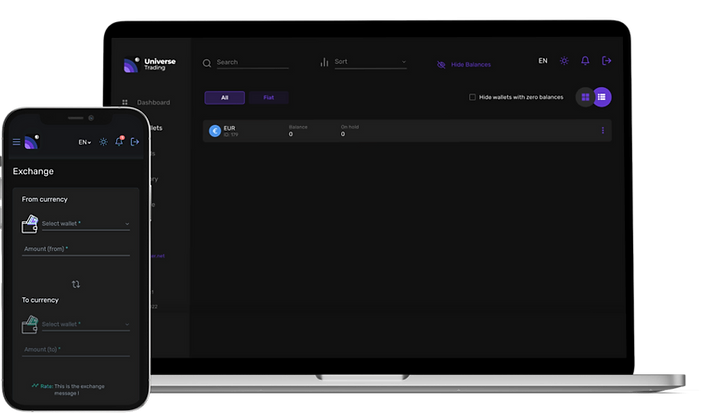 Universe
Trading
Search
Sort
Hide Balances
EN
Dashboard
All
Fiat
Hide wallets with zero balances
EUR
Balance
0
On hold
0
EN
Exchange
From currency
Select wallet *
Amount (from) *
To currency
Select wallet *
Amount (to) *
Rate: This is the exchange
message !